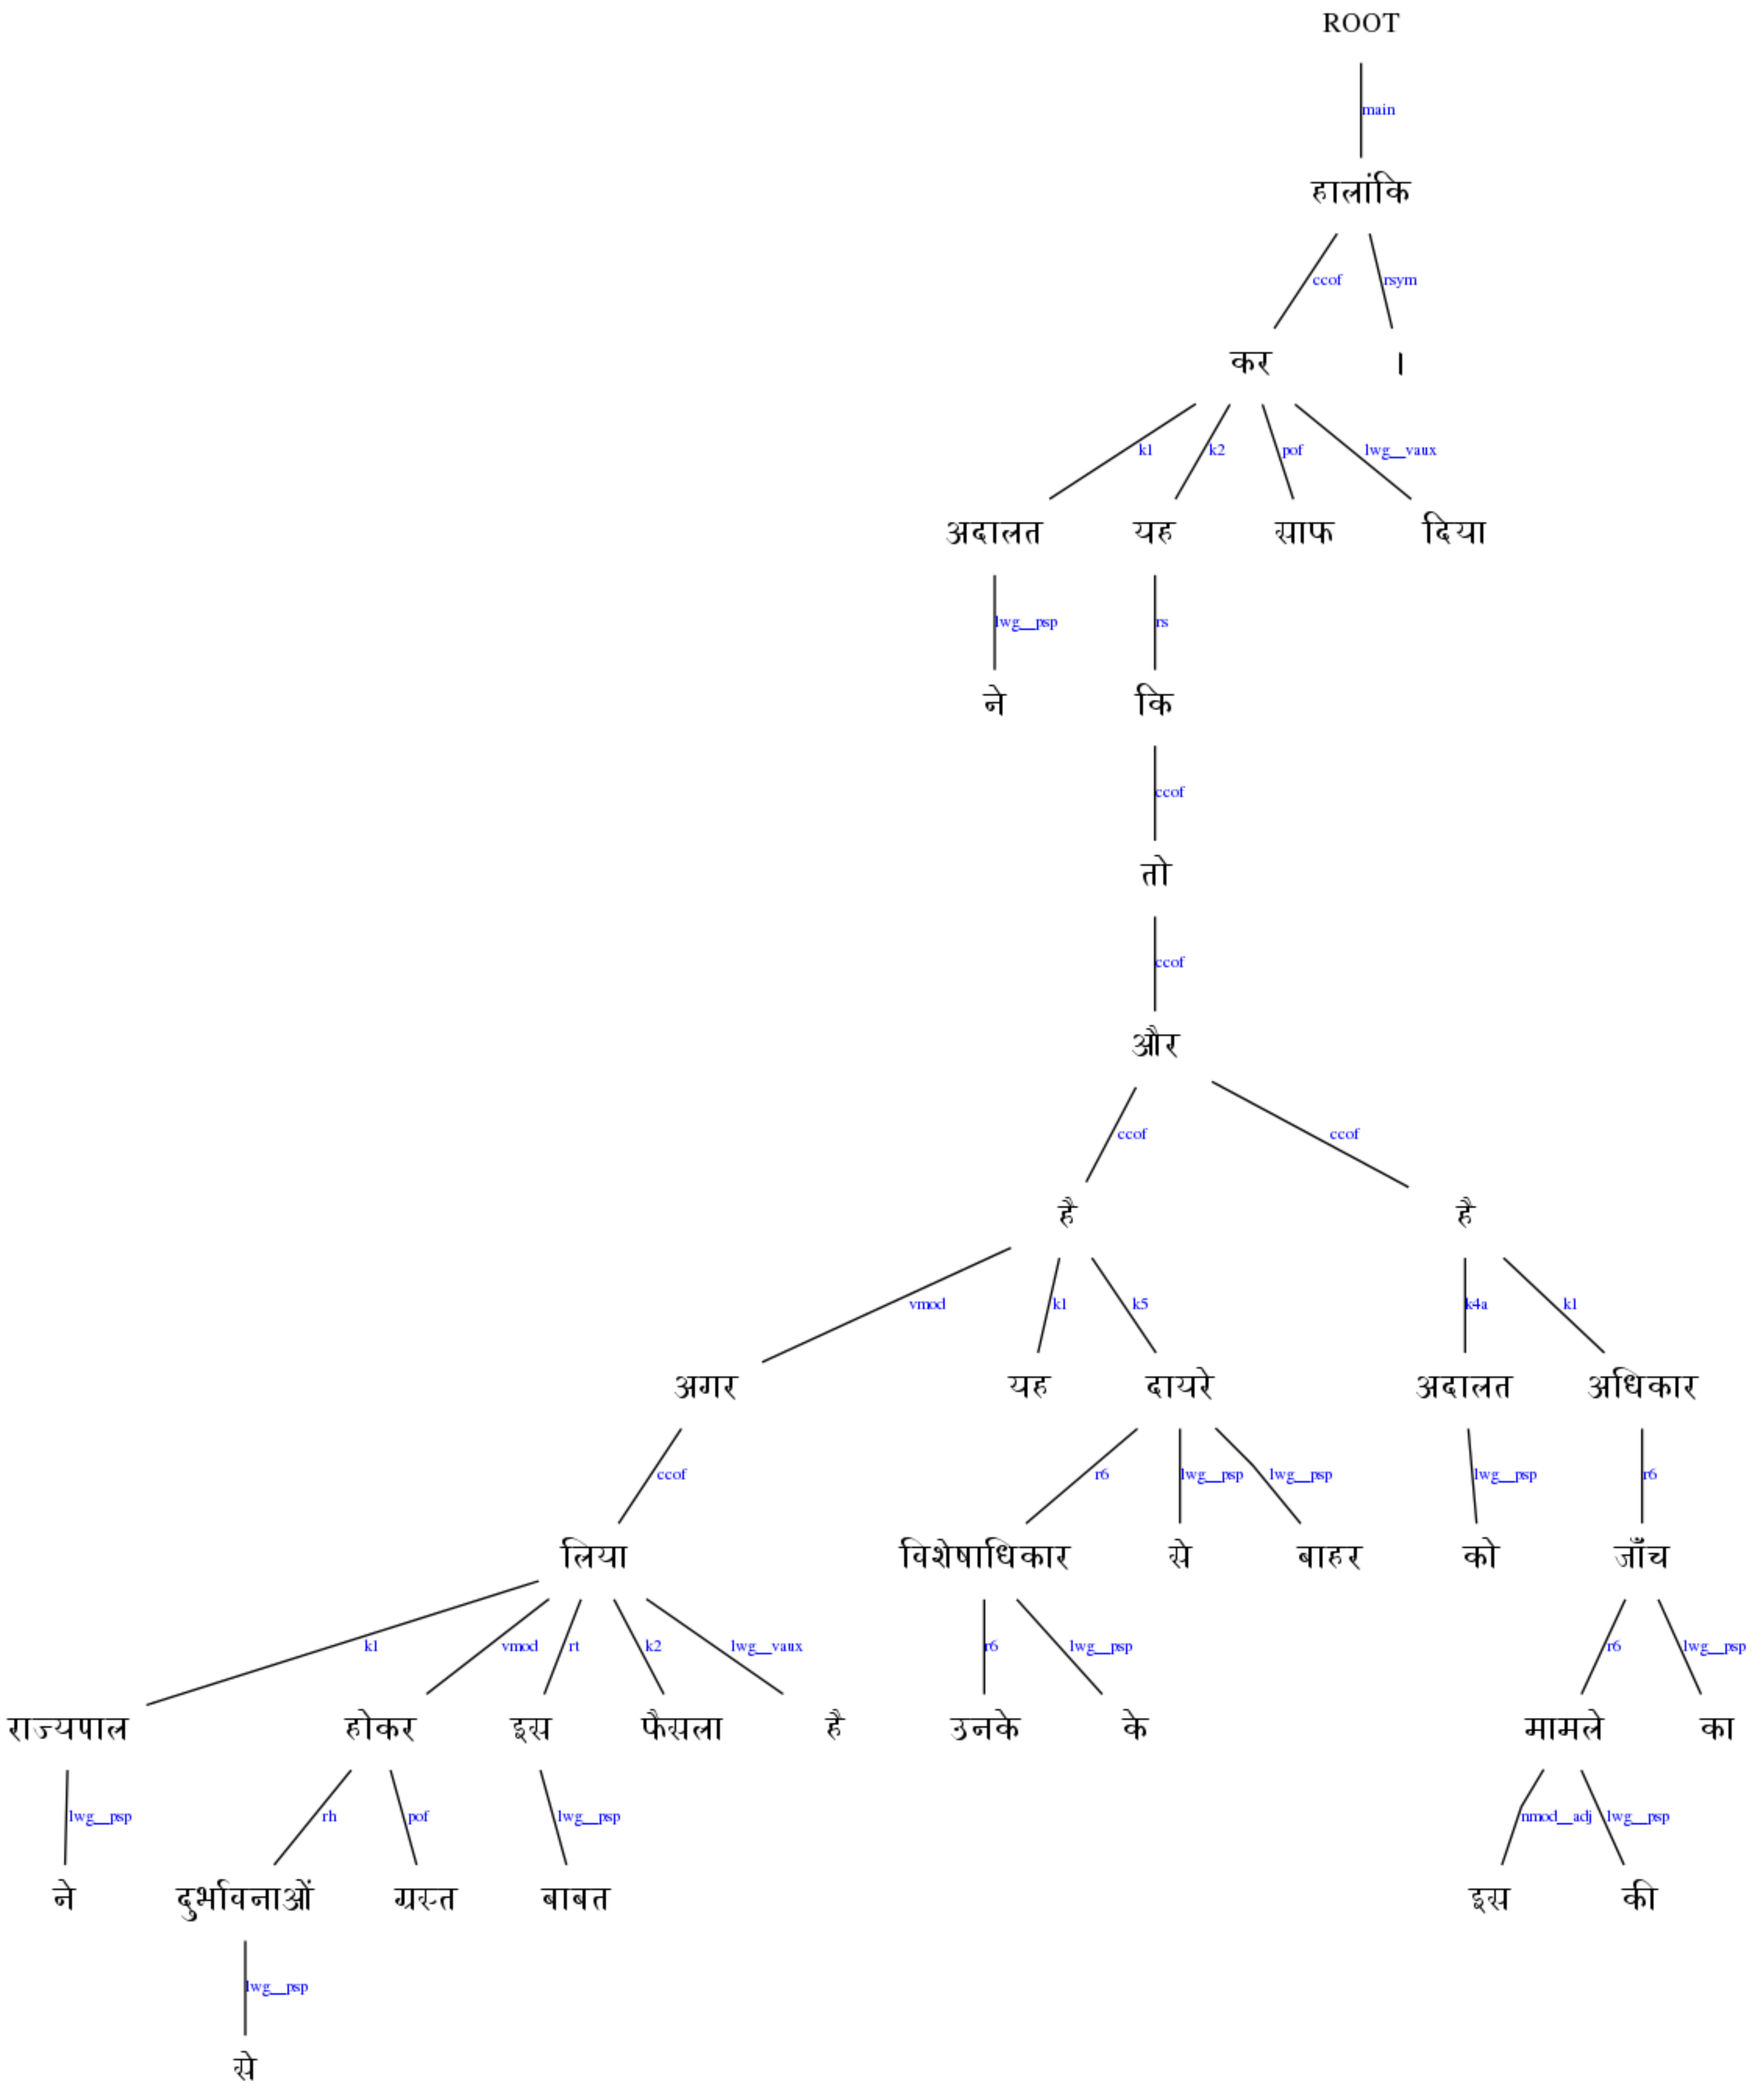 ROOT
main
हालांकि
ccof rsym
कर ।
k1 k2 pof lwg__vaux
अदालत यह साफ दिया
lwg__psp rs
ने कि
ccof
तो
ccof
और
ccof ccof
है है
vmod k1 k5 k4a k1
अगर यह दायरे अदालत अधिकार
ccof r6 lwg__psp lwg__psp lwg__psp r6
लिया विशेषाधिकार से बाहर को जाँच
k1 vmod rt k2 lwg__vaux r6 lwg__psp r6 lwg__psp
राज्यपाल होकर इस फैसला है उनके के मामले का
lwg__psp rh pof lwg__psp nmod__adj lwg__psp
ने दुर्भावनाओं ग्रस्त बाबत इस की
lwg__psp
से